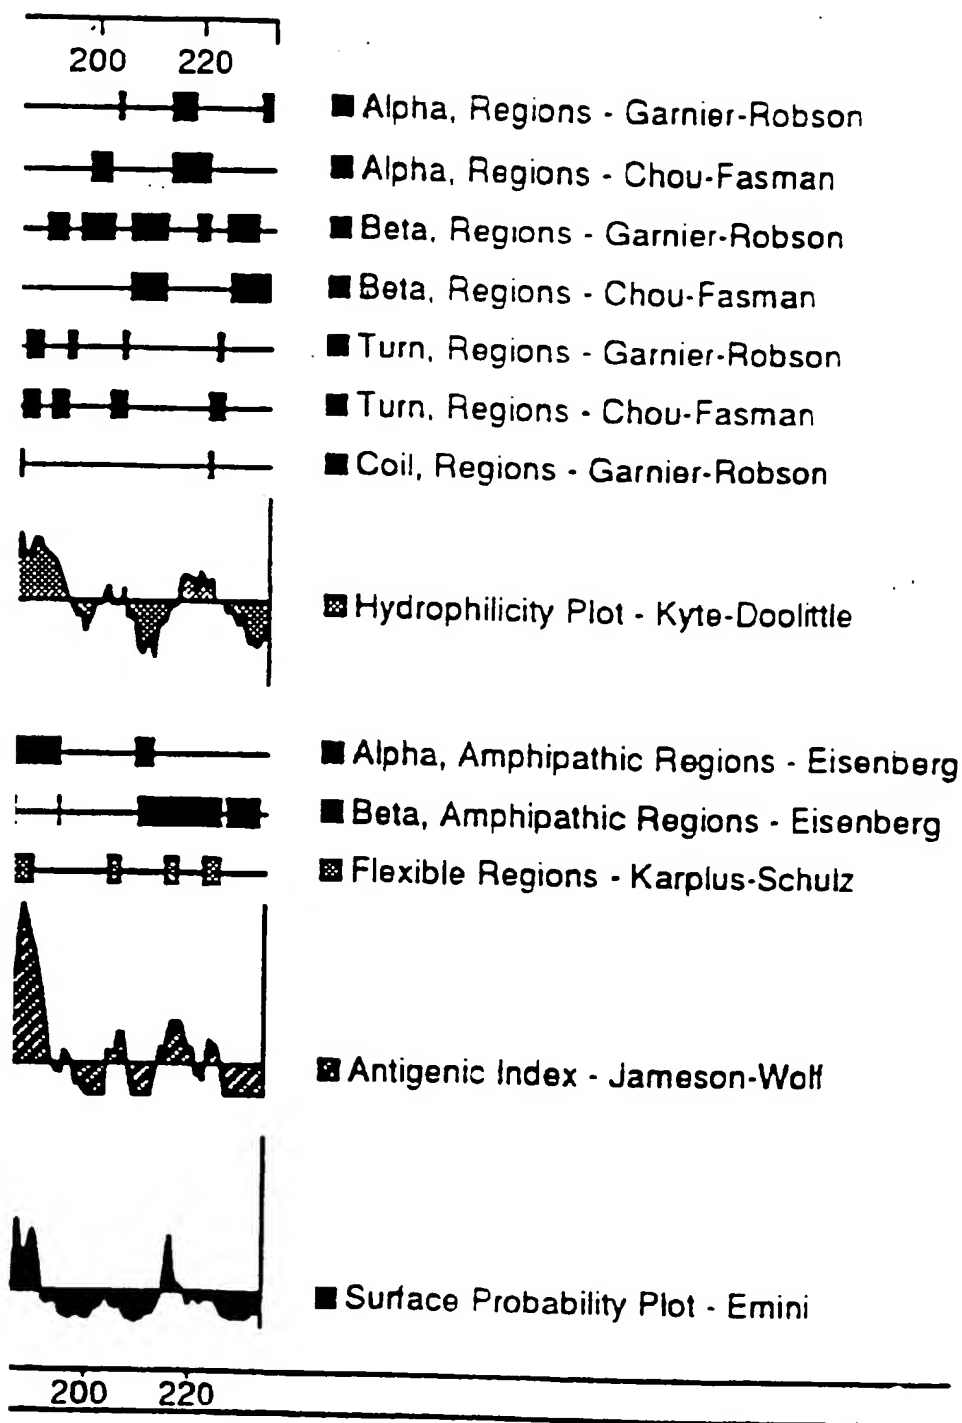 200 220
Alpha, Regions - Garnier-Robson
Alpha, Regions - Chou-Fasman
Beta, Regions - Garnier-Robson
Beta, Regions - Chou-Fasman
Turn, Regions - Garnier-Robson
Turn, Regions - Chou-Fasman
Coil, Regions - Garnier-Robson
Hydrophilicity Plot - Kyte-Doolittle
Alpha, Amphipathic Regions - Eisenberg
Beta, Amphipathic Regions - Eisenberg
Flexible Regions - Karplus-Schulz
Antigenic Index - Jameson-Wolf
Surface Probability Plot - Emini
200 220